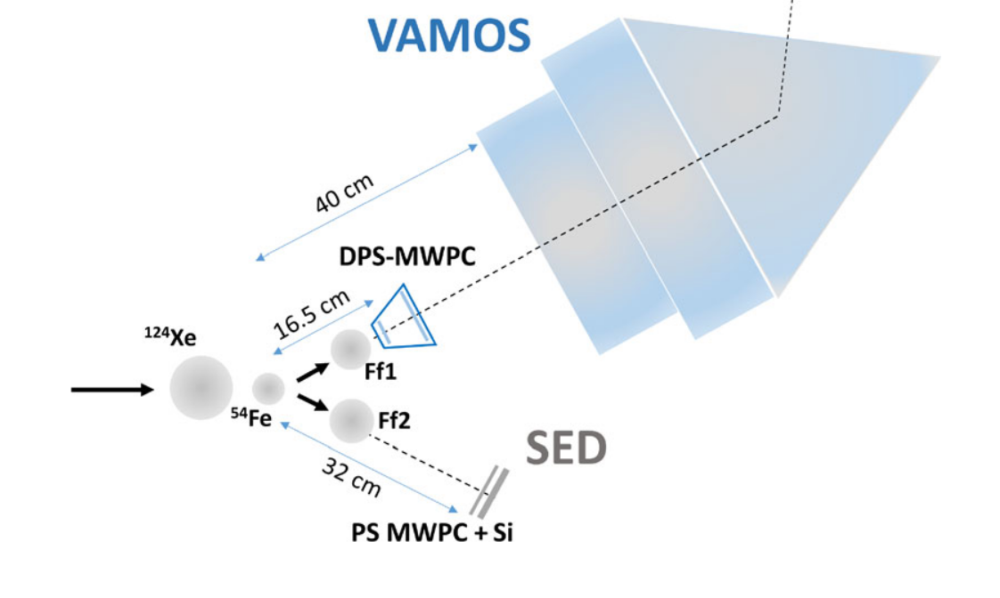 VAMOS
40 cm
DPS-MWPC
16.5 cm
¹²⁴Xe
Ff1
⁵⁴Fe
Ff2
SED
32 cm
PS MWPC + Si